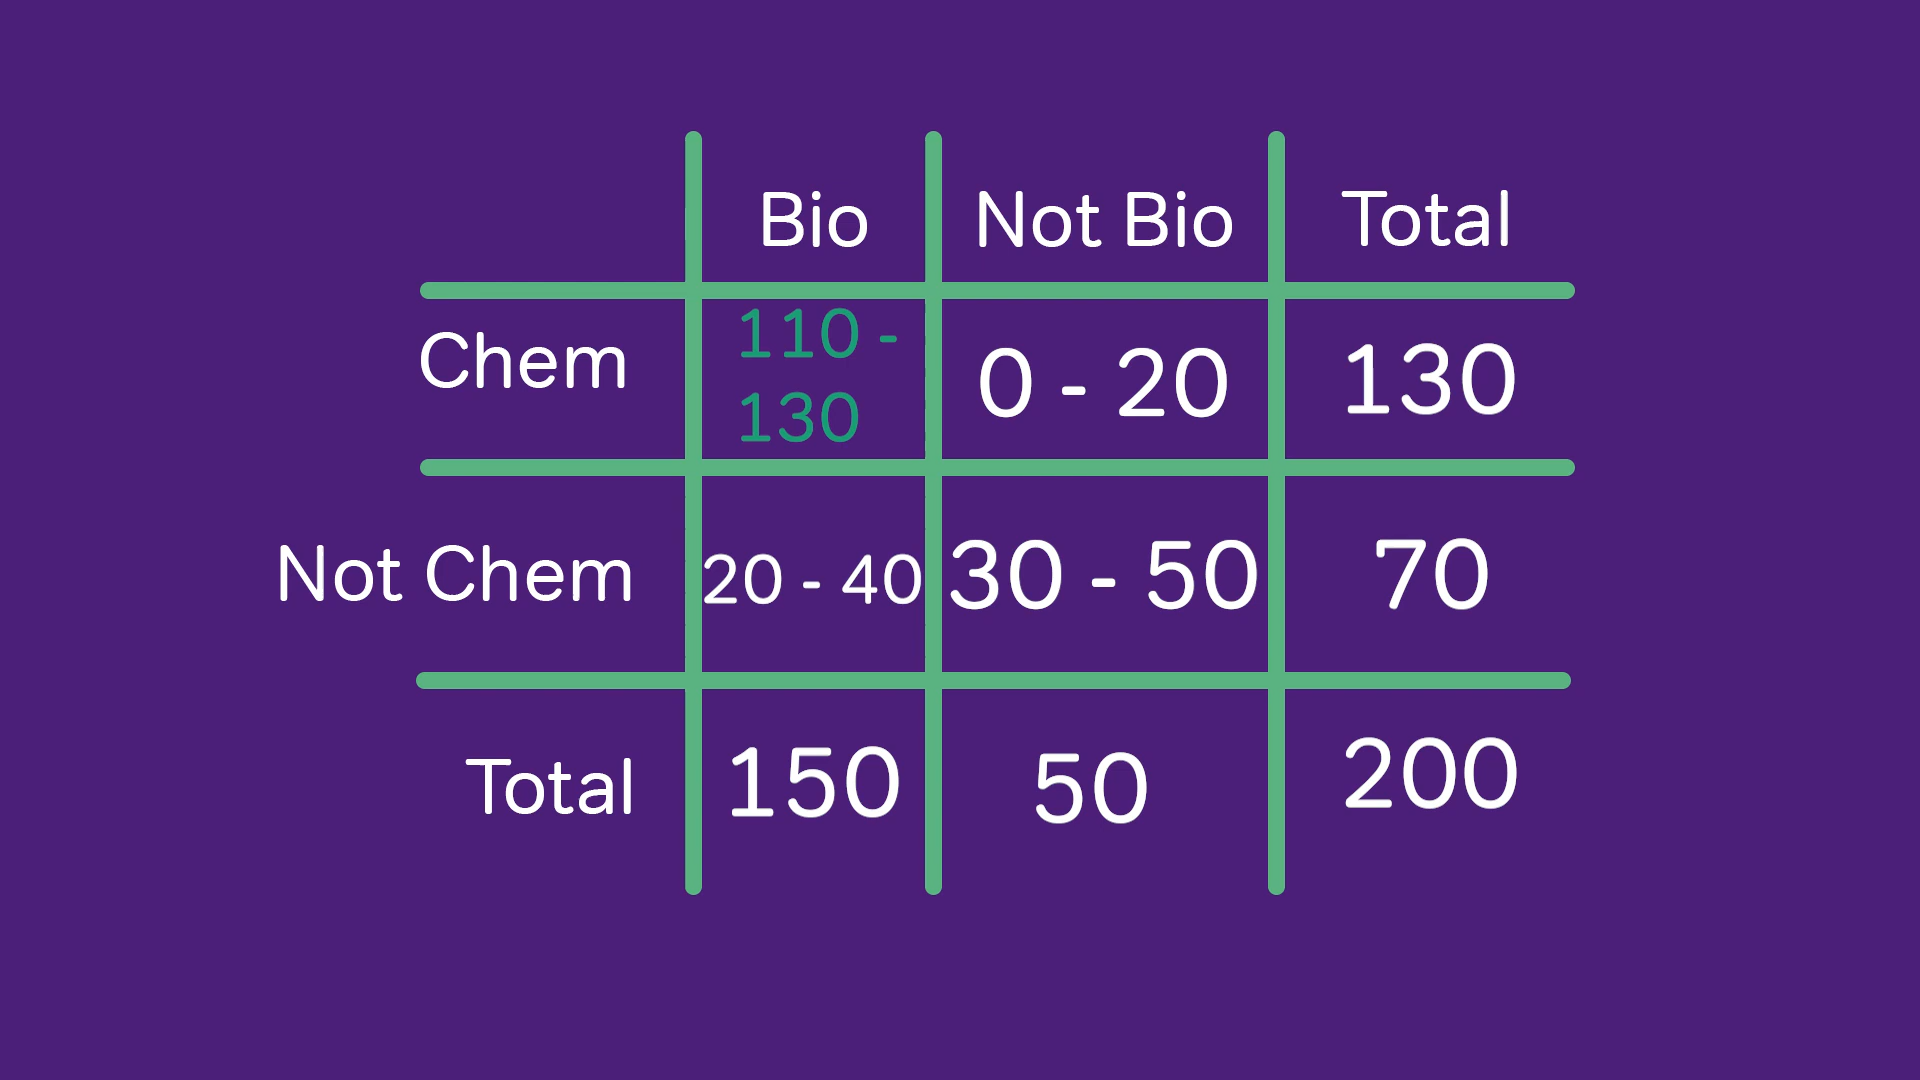 Bio Not Bio Total
Chem 110 - 130 0 - 20 130
Not Chem 20 - 40 30 - 50 70
Total 150 50 200